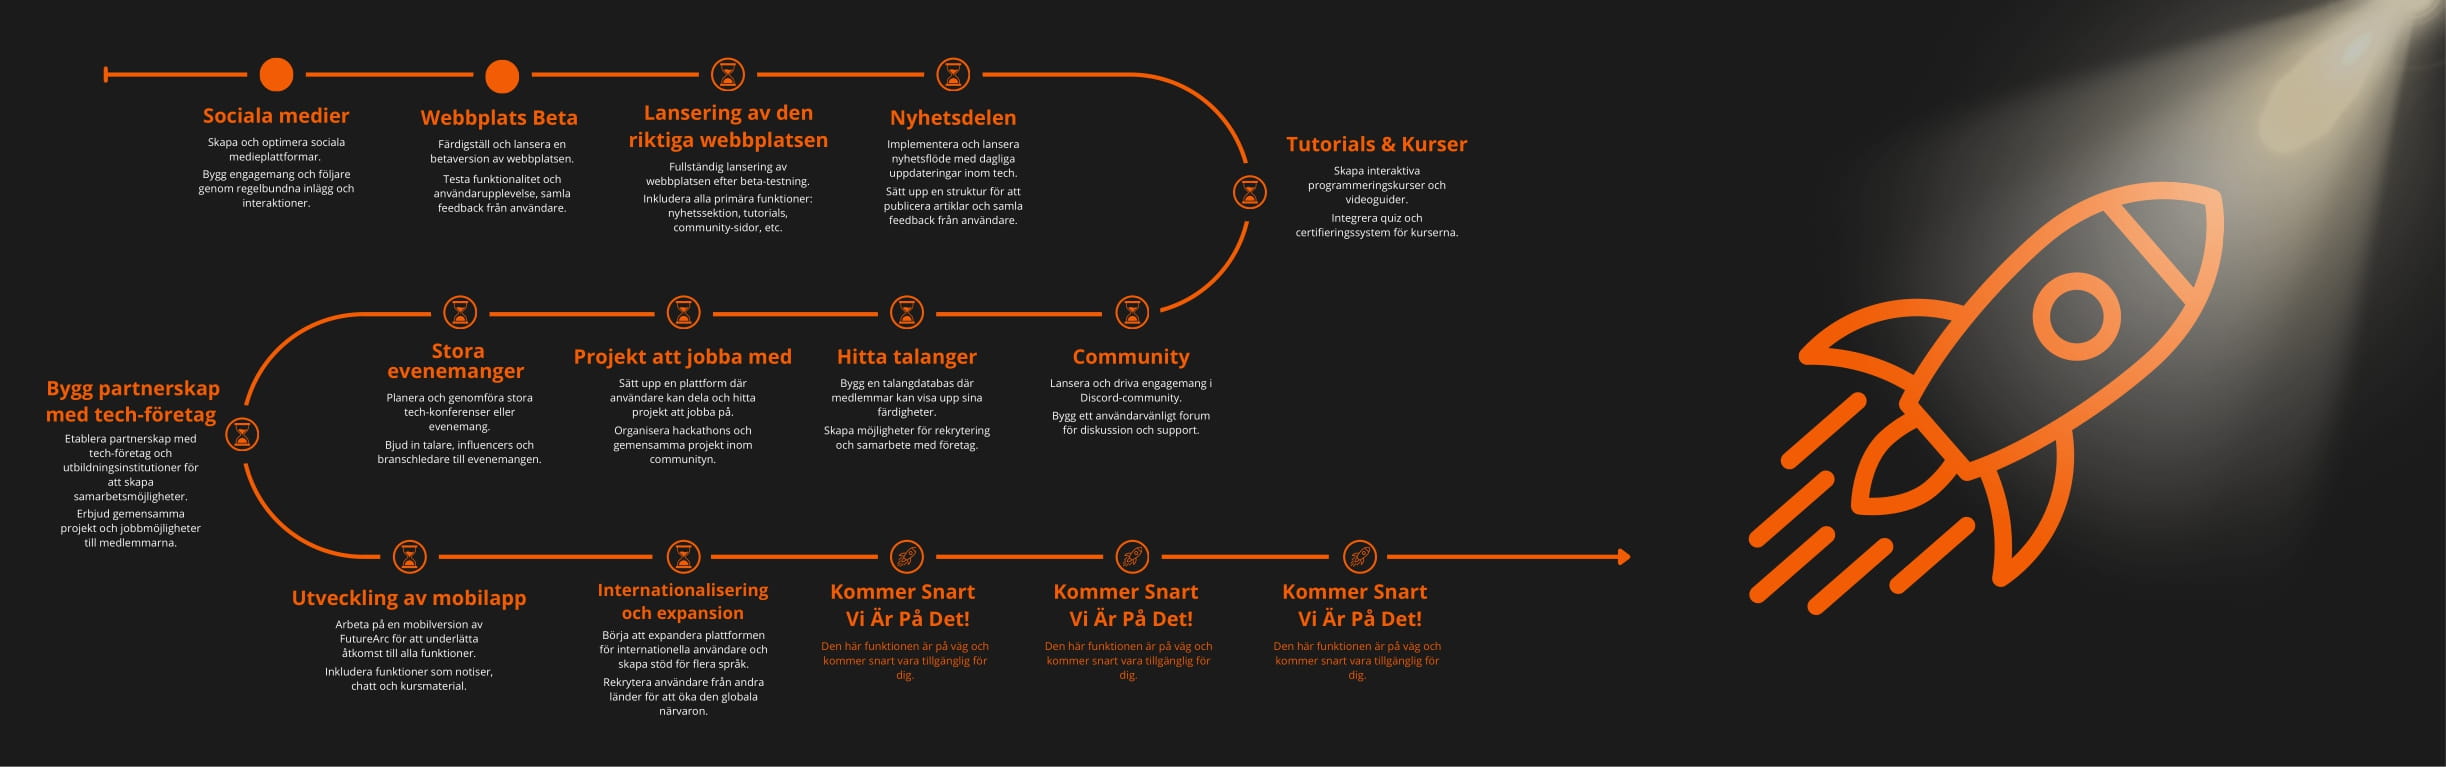 Sociala medier
Skapa och optimera sociala
medieplattformar.
Bygg engagemang och följare
genom regelbundna inlägg och
interaktioner.
Webbplats Beta
Färdigställ och lansera en
betaversion av webbplatsen.
Testa funktionalitet och
användarupplevelse, samla
feedback från användare.
Lansering av den
riktiga webbplatsen
Fullständig lansering av
webbplatsen efter beta-testning.
Inkludera alla primära funktioner:
nyhetssektion, tutorials,
community-sidor, etc.
Nyhetsdelen
Implementera och lansera
nyhetsflöde med dagliga
uppdateringar inom tech.
Sätt upp en struktur för att
publicera artiklar och samla
feedback från användare.
Tutorials & Kurser
Skapa interaktiva
programmeringskurser och
videoguider.
Integrera quiz och
certifieringssystem för kurserna.
Community
Lansera och driva engagemang i
Discord-community.
Bygg ett användarvänligt forum
för diskussion och support.
Hitta talanger
Bygg en talangdatabas där
medlemmar kan visa upp sina
färdigheter.
Skapa möjligheter för rekrytering
och samarbete med företag.
Projekt att jobba med
Sätt upp en plattform där
användare kan dela och hitta
projekt att jobba på.
Organisera hackathons och
gemensamma projekt inom
communityn.
Stora
evenemanger
Planera och genomföra stora
tech-konferenser eller
evenemang.
Bjud in talare, influencers och
branschledare till evenemangen.
Bygg partnerskap
med tech-företag
Etablera partnerskap med
tech-företag och
utbildningsinstitutioner för
att skapa
samarbetsmöjligheter.
Erbjud gemensamma
projekt och jobbmöjligheter
till medlemmarna.
Utveckling av mobilapp
Arbeta på en mobilversion av
FutureArc för att underlätta
åtkomst till alla funktioner.
Inkludera funktioner som notiser,
chatt och kursmaterial.
Internationalisering
och expansion
Börja att expandera plattformen
för internationella användare och
skapa stöd för flera språk.
Rekrytera användare från andra
länder för att öka den globala
närvaron.
Kommer Snart
Vi Är På Det!
Den här funktionen är på väg och
kommer snart vara tillgänglig för
dig.
Kommer Snart
Vi Är På Det!
Den här funktionen är på väg och
kommer snart vara tillgänglig för
dig.
Kommer Snart
Vi Är På Det!
Den här funktionen är på väg och
kommer snart vara tillgänglig för
dig.